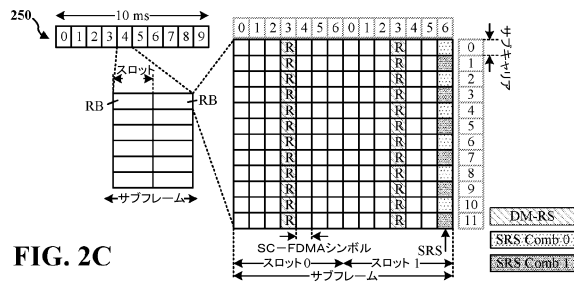 250
10 ms
0 1 2 3 4 5 6 7 8 9
スロット
RB
RB
サブフレーム
0 1 2 3 4 5 6 0 1 2 3 4 5 6
R R 0
R R 1
R R 2
R R 3
R R 4
R R 5
R R 6
R R 7
R R 8
R R 9
R R 10
R R 11
サブキャリア
SC-FDMAシンボル
SRS
スロット 0
スロット 1
サブフレーム
DM-RS
SRS Comb 0
SRS Comb 1
FIG. 2C